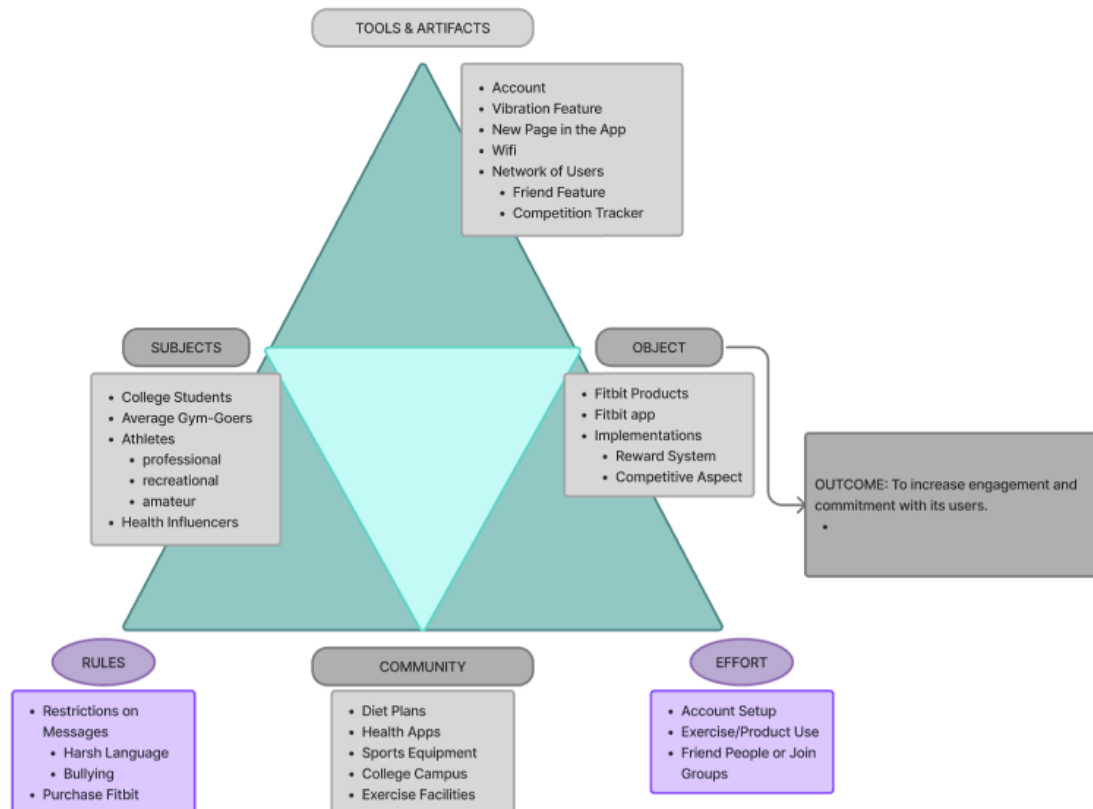 TOOLS & ARTIFACTS
• Account
• Vibration Feature
• New Page in the App
• Wifi
• Network of Users
• Friend Feature
• Competition Tracker
SUBJECTS
• College Students
• Average Gym-Goers
• Athletes
• professional
• recreational
• amateur
• Health Influencers
OBJECT
• Fitbit Products
• Fitbit app
• Implementations
• Reward System
• Competitive Aspect
OUTCOME: To increase engagement and
commitment with its users.
•
RULES
• Restrictions on
Messages
• Harsh Language
• Bullying
• Purchase Fitbit
COMMUNITY
• Diet Plans
• Health Apps
• Sports Equipment
• College Campus
• Exercise Facilities
EFFORT
• Account Setup
• Exercise/Product Use
• Friend People or Join
Groups